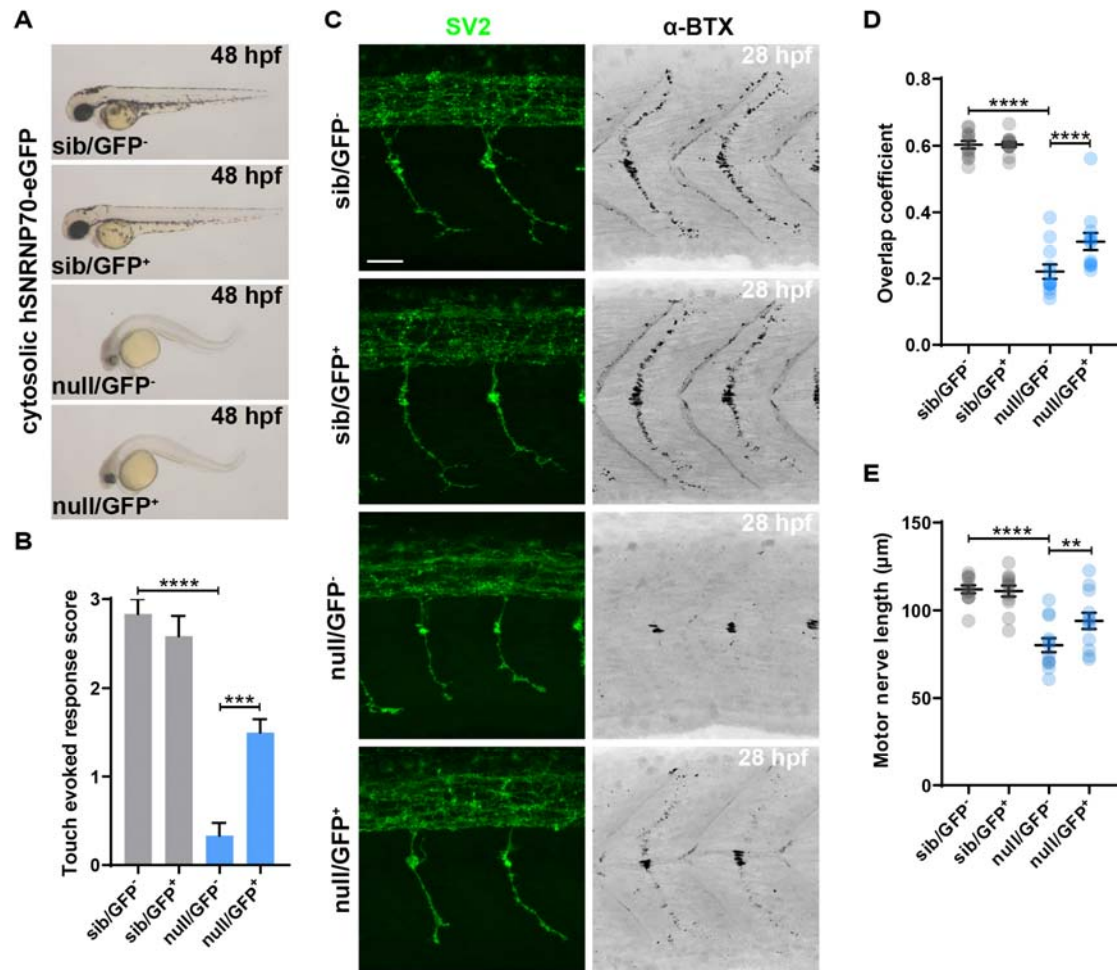 A
cytosolic hSNRNP70-eGFP
48 hpf
sib/GFP⁻
48 hpf
sib/GFP⁺
48 hpf
null/GFP⁻
48 hpf
null/GFP⁺
B
Touch evoked response score
3
2
1
0
****
***
sib/GFP⁻
sib/GFP⁺
null/GFP⁻
null/GFP⁺
C
SV2
α-BTX
sib/GFP⁻
28 hpf
sib/GFP⁺
28 hpf
null/GFP⁻
28 hpf
null/GFP⁺
28 hpf
D
Overlap coefficient
0.8
0.6
0.4
0.2
0.0
****
****
sib/GFP⁻
sib/GFP⁺
null/GFP⁻
null/GFP⁺
E
Motor nerve length (µm)
150
100
50
0
****
**
sib/GFP⁻
sib/GFP⁺
null/GFP⁻
null/GFP⁺